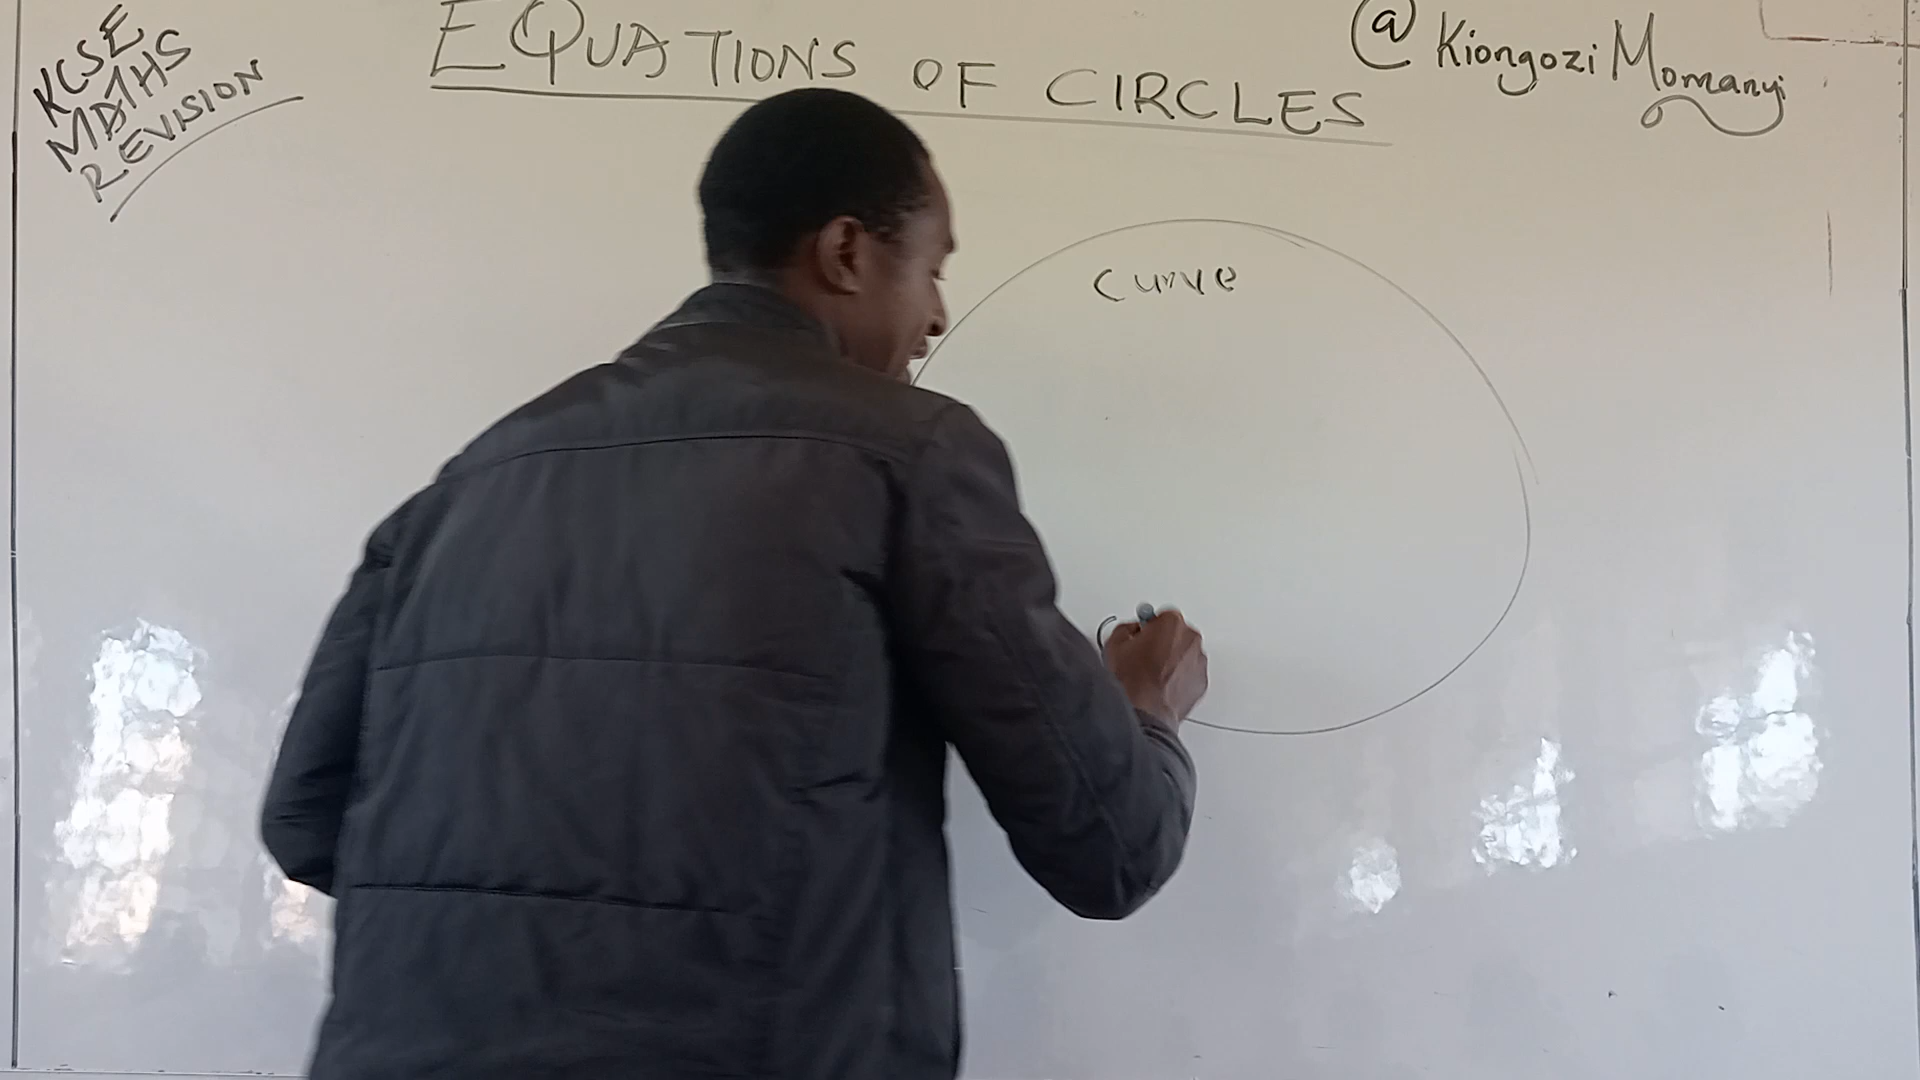 KCSE
MATHS
REVISION
EQUATIONS OF CIRCLES
@ Kiongozi Momanyi
curve
C